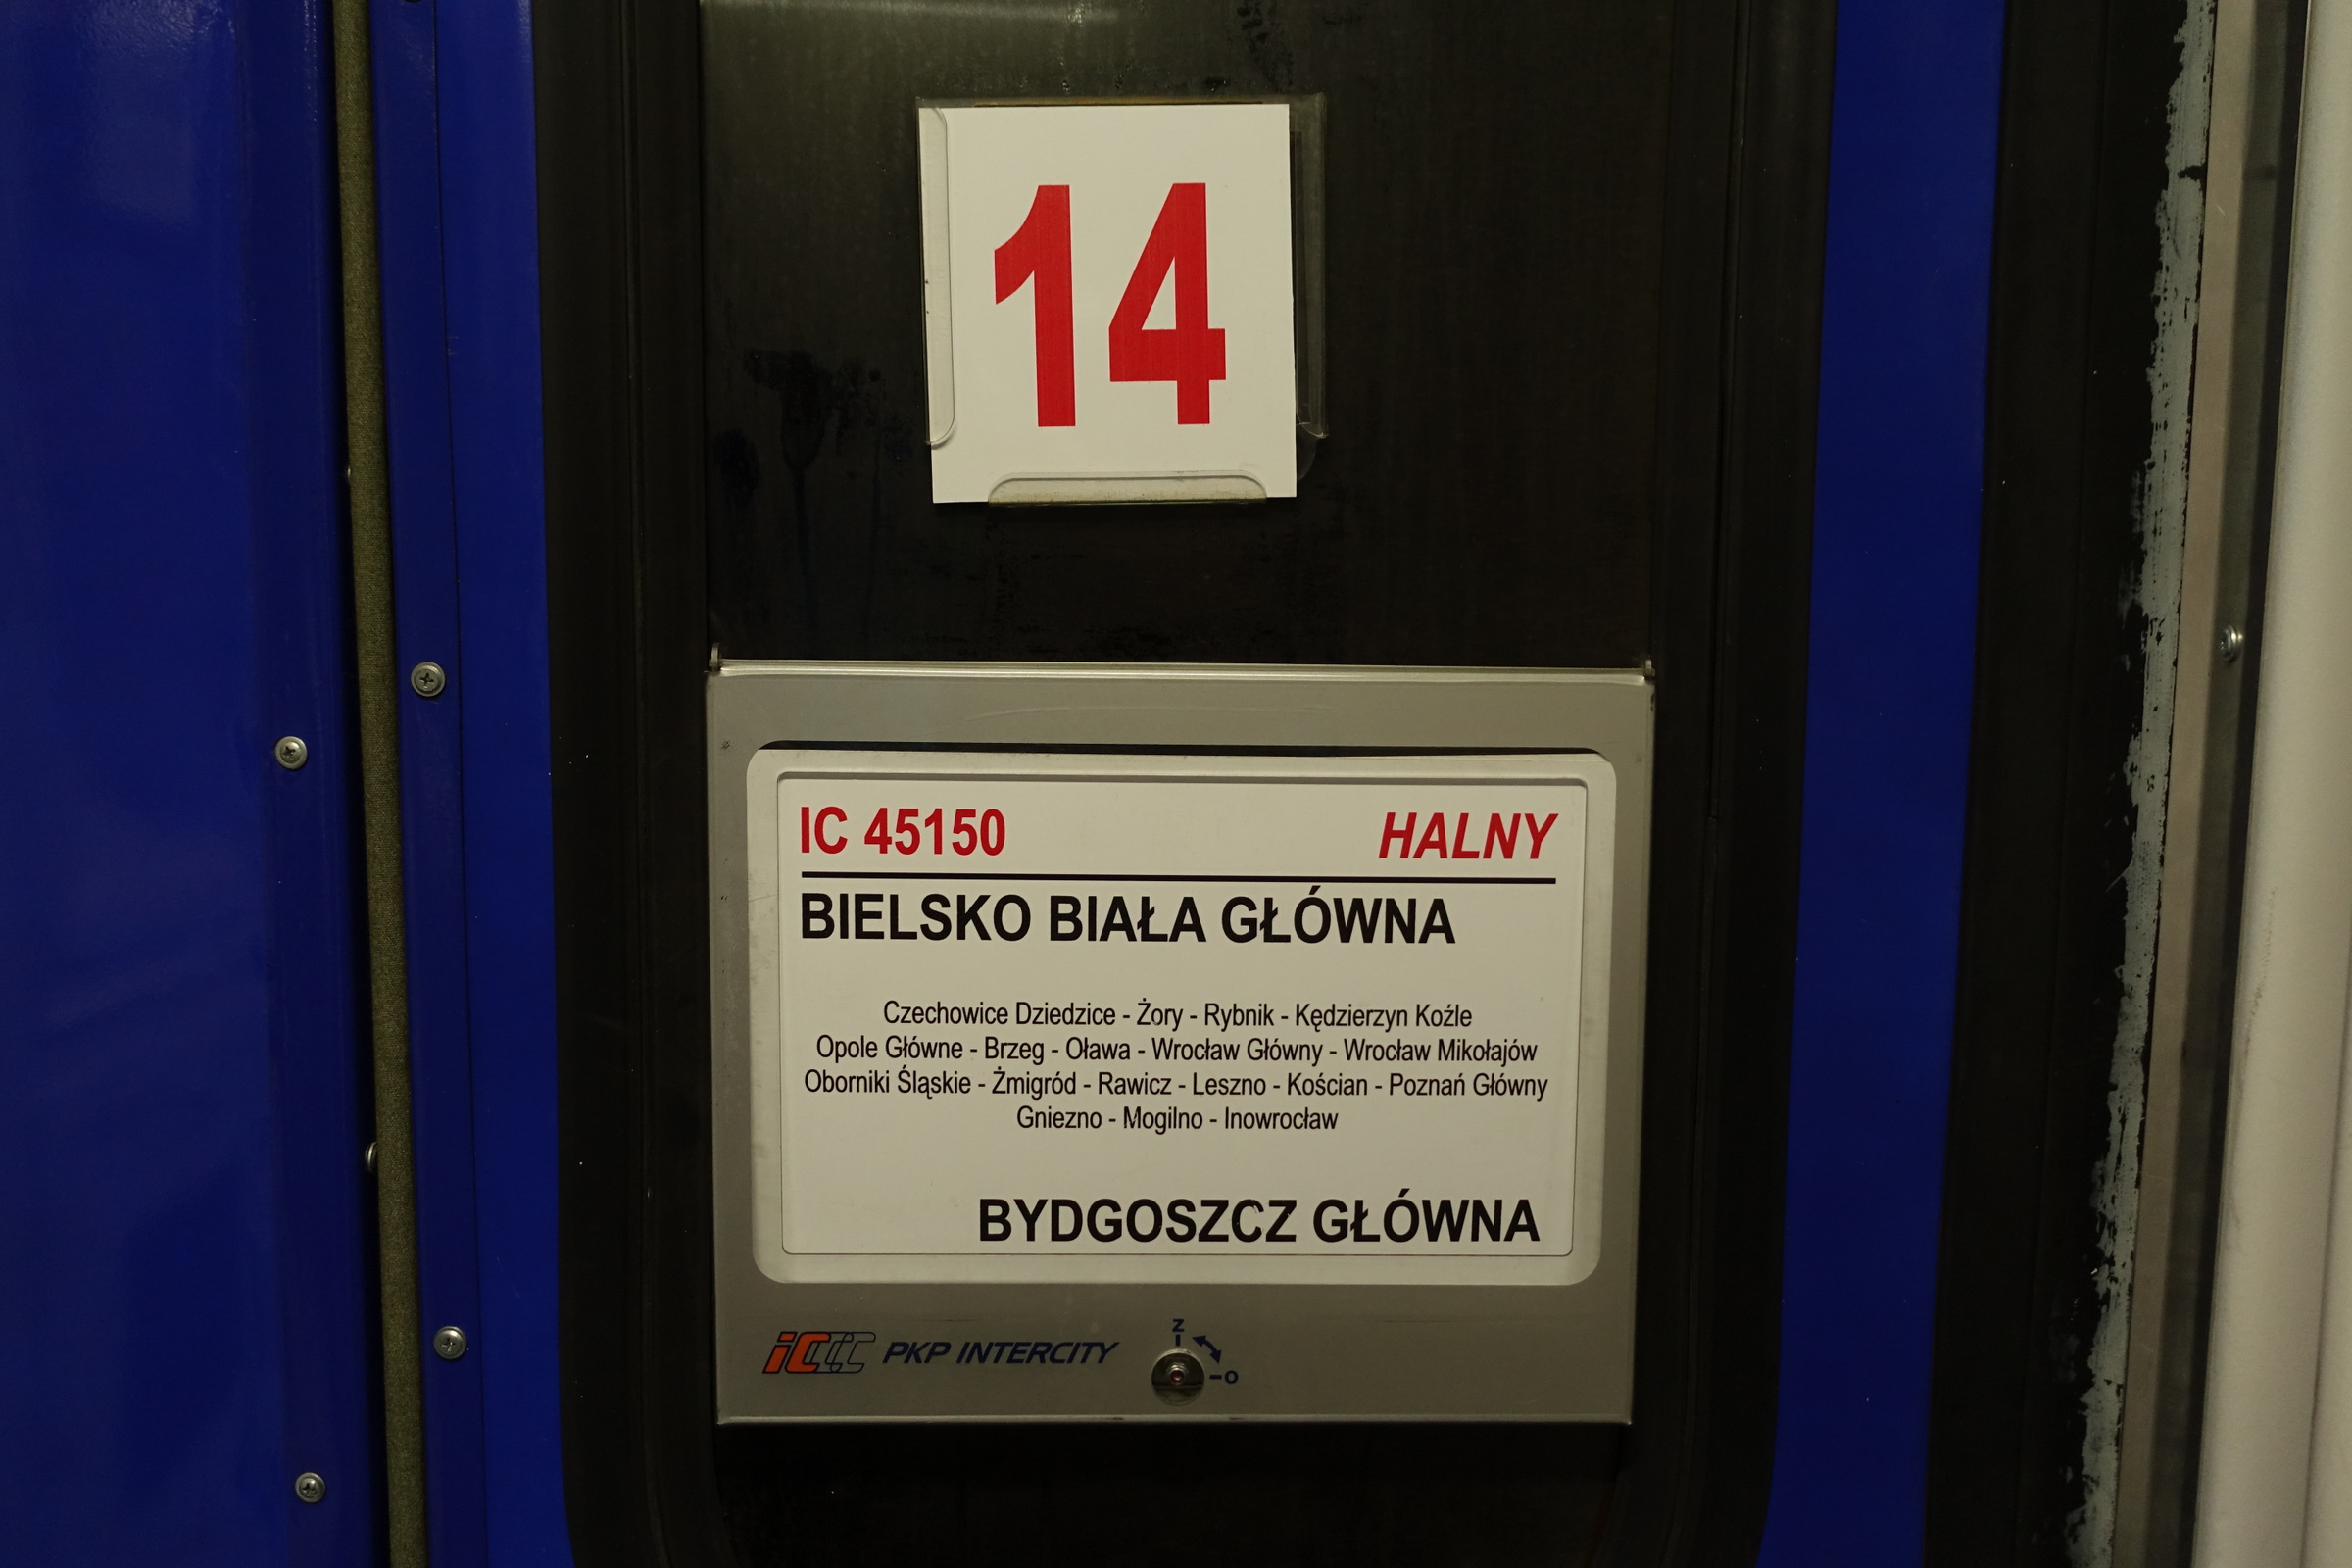 14
IC 45150 HALNY
BIELSKO BIAŁA GŁÓWNA
Czechowice Dziedzice - Żory - Rybnik - Kędzierzyn Koźle
Opole Główne - Brzeg - Oława - Wrocław Główny - Wrocław Mikołajów
Oborniki Śląskie - Żmigród - Rawicz - Leszno - Kościan - Poznań Główny
Gniezno - Mogilno - Inowrocław
BYDGOSZCZ GŁÓWNA
iCCC PKP INTERCITY
Z
O